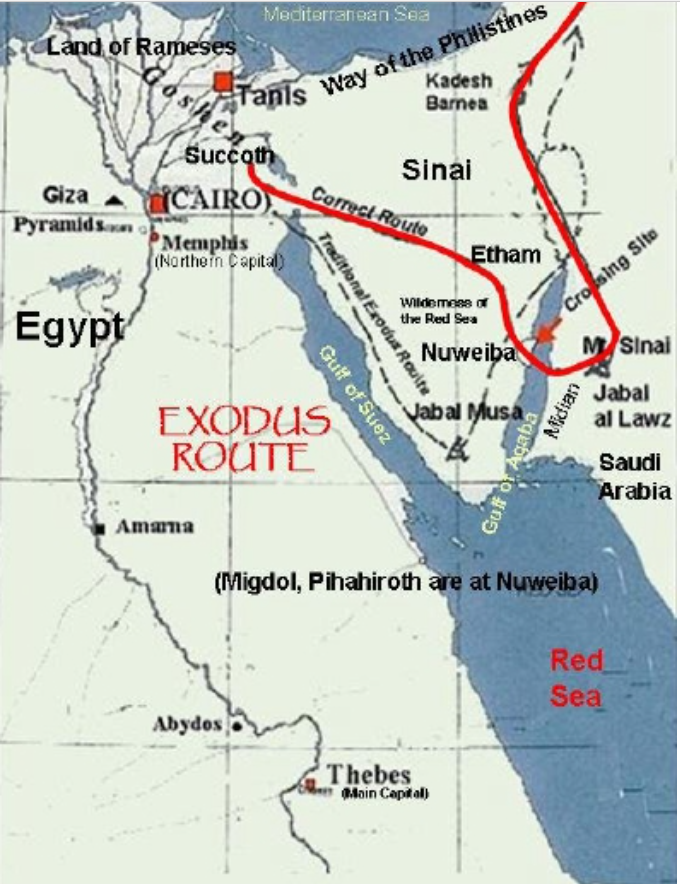 Mediterranean Sea
Land of Rameses
Way of the Philistines
Goshen
Tanis
Kadesh
Barnea
Succoth
Sinai
Giza
(CAIRO)
Correct Route
Pyramids
Memphis
(Northern Capital)
Etham
Crossing Site
Traditional Exodus Route
Wilderness of
the Red Sea
Egypt
Nuweiba
Mt Sinai
Gulf of Suez
Jabal
al Lawz
Midian
EXODUS
ROUTE
Jabal Musa
Gulf of Aqaba
Saudi
Arabia
Amarna
(Migdol, Pihahiroth are at Nuweiba)
Red
Sea
Abydos
Thebes
(Main Capital)